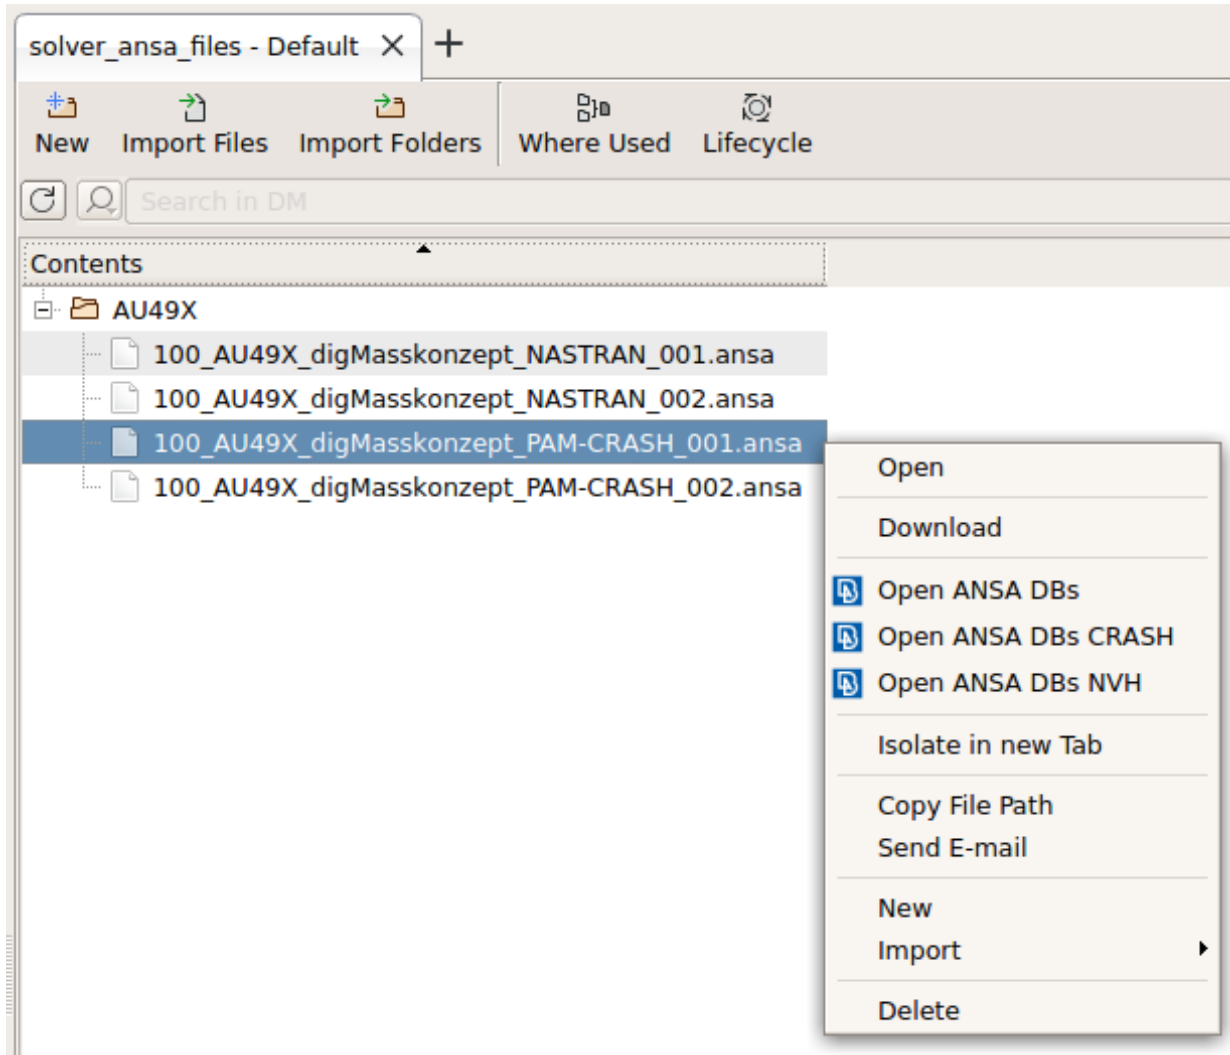 solver_ansa_files - Default
New Import Files Import Folders Where Used Lifecycle
Search in DM
Contents
AU49X
100_AU49X_digMasskonzept_NASTRAN_001.ansa
100_AU49X_digMasskonzept_NASTRAN_002.ansa
100_AU49X_digMasskonzept_PAM-CRASH_001.ansa
100_AU49X_digMasskonzept_PAM-CRASH_002.ansa
Open
Download
Open ANSA DBs
Open ANSA DBs CRASH
Open ANSA DBs NVH
Isolate in new Tab
Copy File Path
Send E-mail
New
Import
Delete